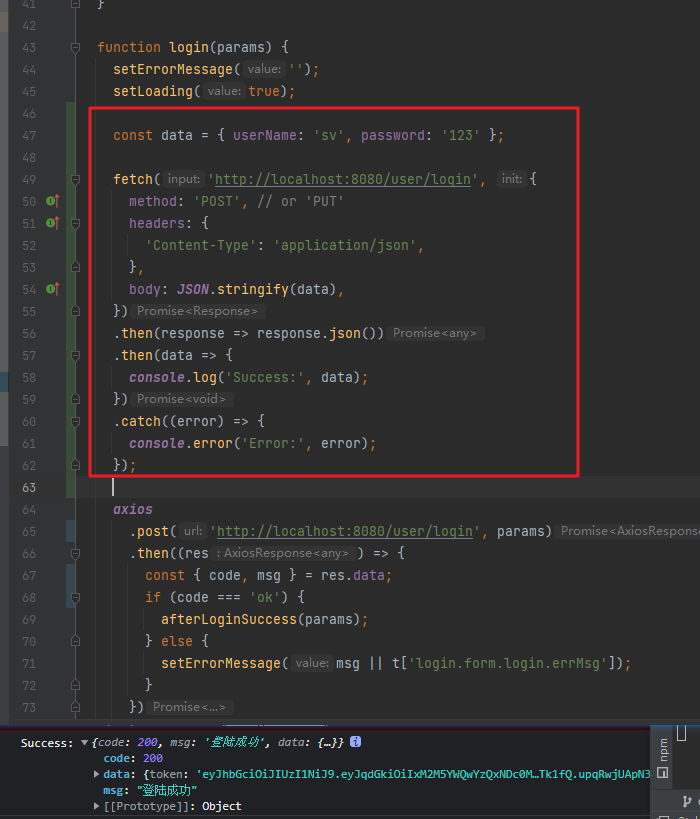 41 }
42
43 function login(params) {
44 setErrorMessage( value: '');
45 setLoading( value: true);
46
47 const data = { userName: 'sv', password: '123' };
48
49 fetch( input: 'http://localhost:8080/user/login', init: {
50 method: 'POST', // or 'PUT'
51 headers: {
52 'Content-Type': 'application/json',
53 },
54 body: JSON.stringify(data),
55 }) Promise<Response>
56 .then(response => response.json()) Promise<any>
57 .then(data => {
58 console.log('Success:', data);
59 }) Promise<void>
60 .catch((error) => {
61 console.error('Error:', error);
62 });
63
64 axios
65 .post( url: 'http://localhost:8080/user/login', params) Promise<AxiosRespons
66 .then((res : AxiosResponse<any> ) => {
67 const { code, msg } = res.data;
68 if (code === 'ok') {
69 afterLoginSuccess(params);
70 } else {
71 setErrorMessage( value: msg || t['login.form.login.errMsg']);
72 }
73 }) Promise<...>
Success: ▼{code: 200, msg: '登陆成功', data: {…}} i
code: 200
▶ data: {token: 'eyJhbGciOiJIUzI1NiJ9.eyJqdGkiOiIxM2M5YWQwYzQxNDc0M…Tk1fQ.upqRwjUApN3
msg: "登陆成功"
▶ [[Prototype]]: Object
npm